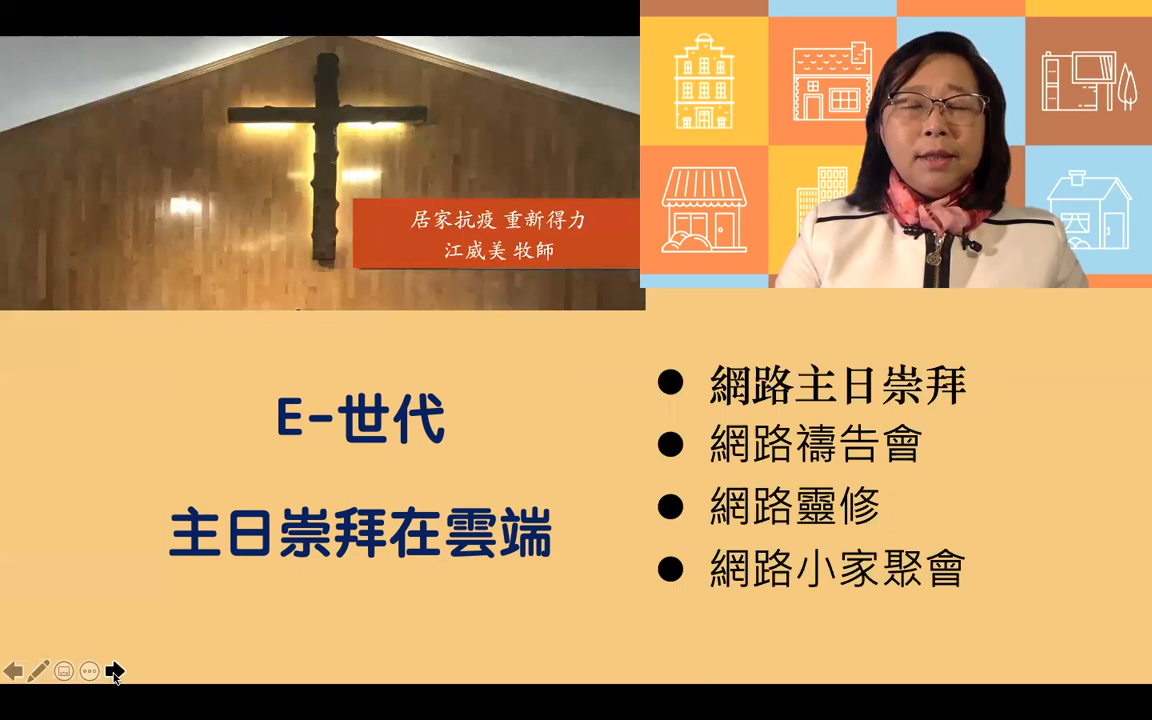 居家抗疫 重新得力
江威美 牧師
E-世代
主日崇拜在雲端
● 網路主日崇拜
● 網路禱告會
● 網路靈修
● 網路小家聚會